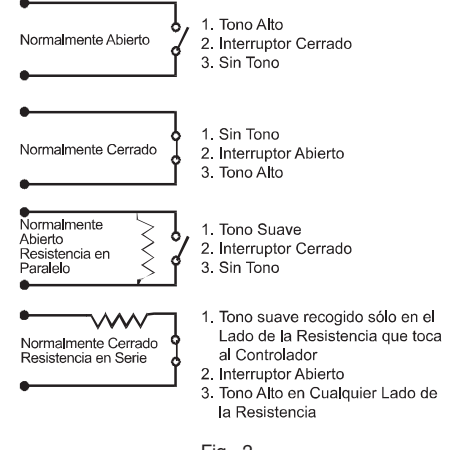 Normalmente Abierto
1. Tono Alto
2. Interruptor Cerrado
3. Sin Tono
Normalmente Cerrado
1. Sin Tono
2. Interruptor Abierto
3. Tono Alto
Normalmente
Abierto
Resistencia en
Paralelo
1. Tono Suave
2. Interruptor Cerrado
3. Sin Tono
Normalmente Cerrado
Resistencia en Serie
1. Tono suave recogido sólo en el
Lado de la Resistencia que toca
al Controlador
2. Interruptor Abierto
3. Tono Alto en Cualquier Lado de
la Resistencia